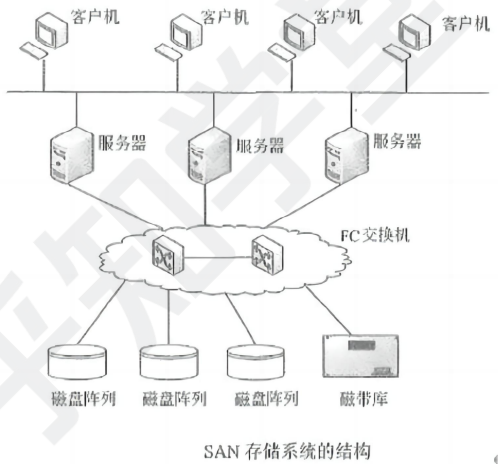 客户机
客户机
客户机
客户机
服务器
服务器
服务器
FC交换机
磁盘阵列
磁盘阵列
磁盘阵列
磁带库
SAN 存储系统的结构